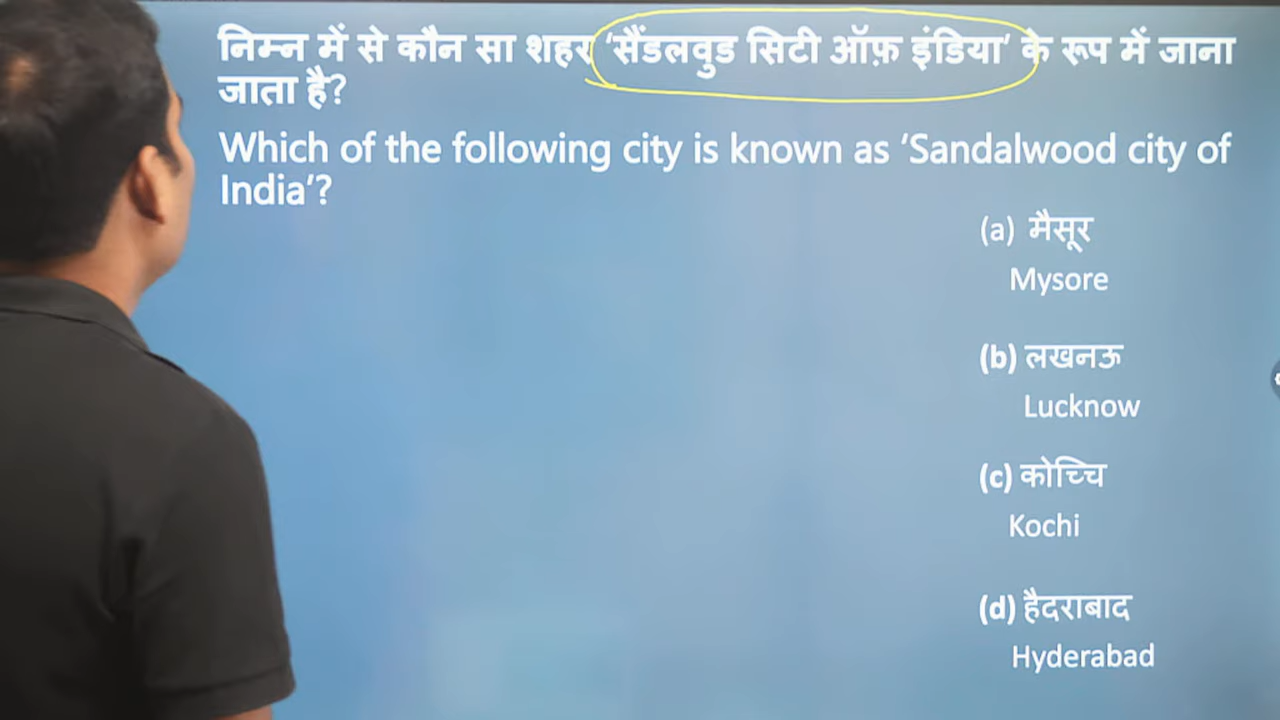 निम्न में से कौन सा शहर ‘सैंडलवुड सिटी ऑफ़ इंडिया’ के रूप में जाना
जाता है?
Which of the following city is known as ‘Sandalwood city of
India’?
(a) मैसूर
Mysore
(b) लखनऊ
Lucknow
(c) कोच्चि
Kochi
(d) हैदराबाद
Hyderabad